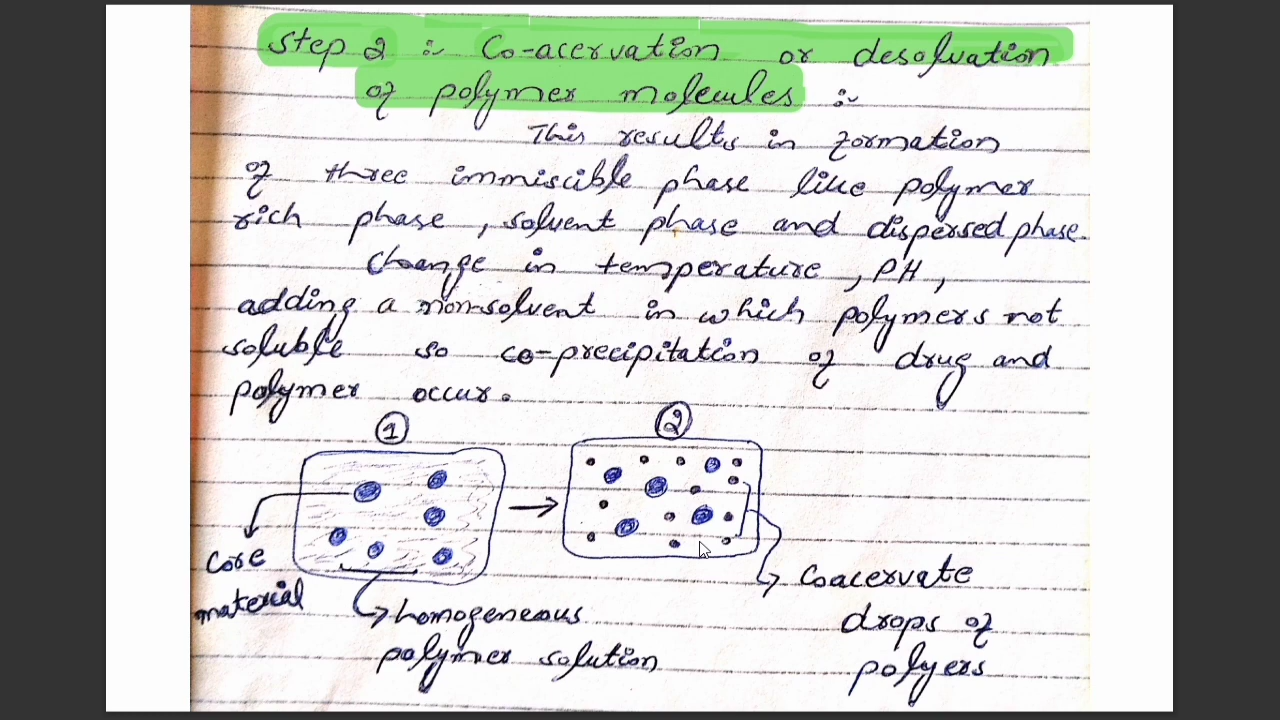 Step 2 :- Co-acervation or desolvation
of polymer molecules :-
This results in formation
of three immiscible phase like polymer
rich phase , solvent phase and dispersed phase.
Change in temperature , PH ,
adding a non-solvent in which polymers not
soluble so co-precipitation of drug and
polymer occur.
1
2
Core
material
homogeneous
polymer solution
Coacervate
drops of
polyers